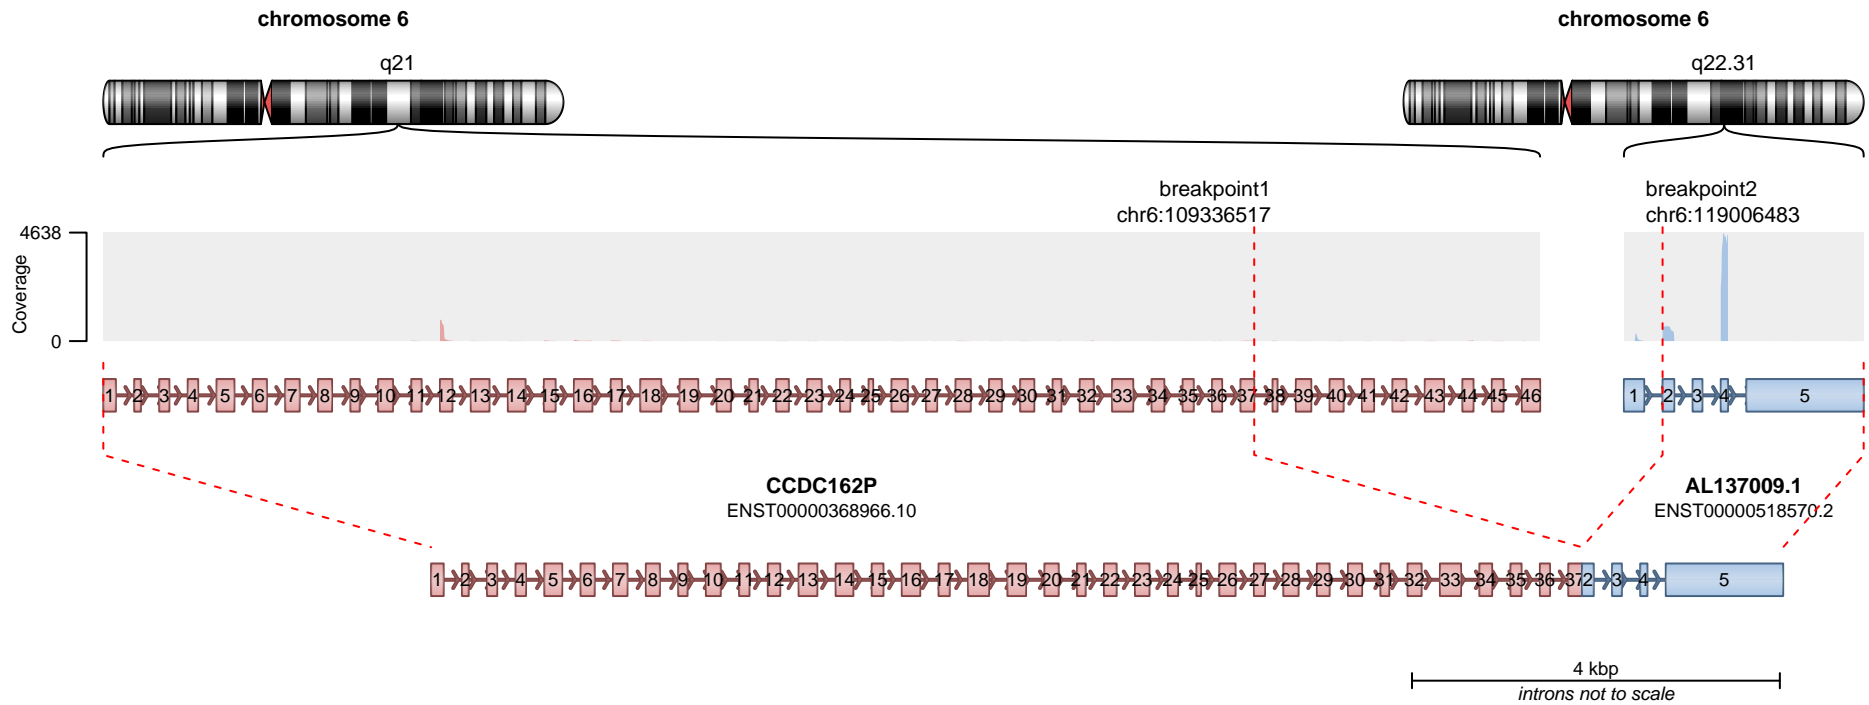 chromosome 6 chromosome 6
q21 q22.31
breakpoint1 breakpoint2
chr6:109336517 chr6:119006483
4638
Coverage
0
1 2 3 4 5 6 7 8 9 10 11 12 13 14 15 16 17 18 19 20 21 22 23 24 25 26 27 28 29 30 31 32 33 34 35 36 37 38 39 40 41 42 43 44 45 46 1 2 3 4 5
CCDC162P AL137009.1
ENST00000368966.10 ENST00000518570.2
1 2 3 4 5 6 7 8 9 10 11 12 13 14 15 16 17 18 19 20 21 22 23 24 25 26 27 28 29 30 31 32 33 34 35 36 37 2 3 4 5
4 kbp
introns not to scale